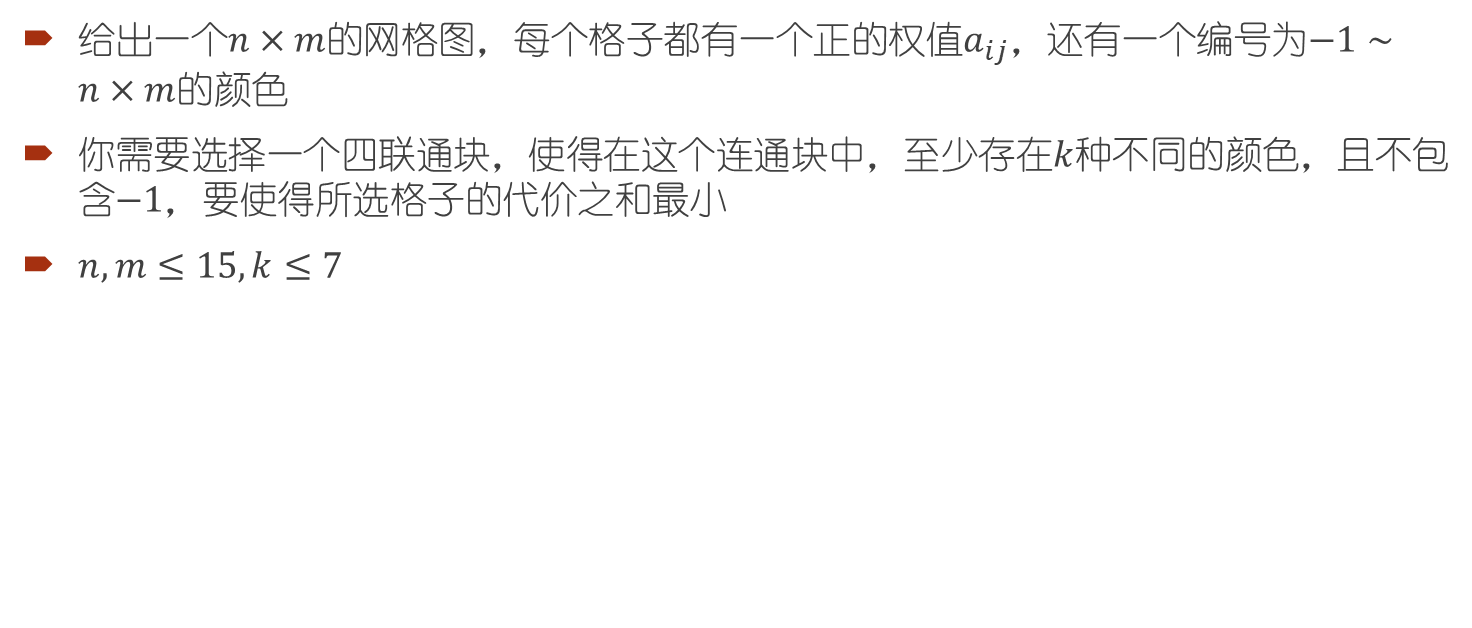 给出一个n × m的网格图，每个格子都有一个正的权值a_{ij}，还有一个编号为−1 ~
n × m的颜色
你需要选择一个四联通块，使得在这个连通块中，至少存在k种不同的颜色，且不包
含−1，要使得所选格子的代价之和最小
n, m ≤ 15, k ≤ 7